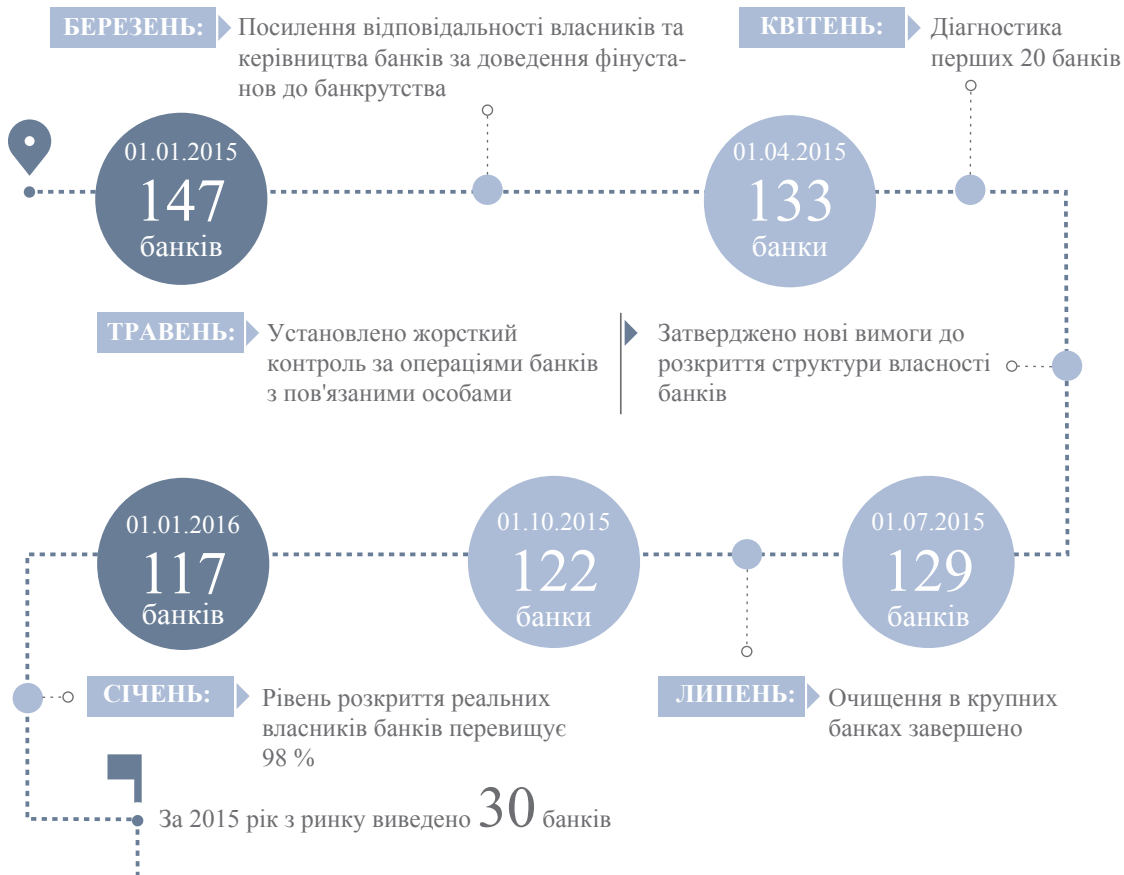 БЕРЕЗЕНЬ:
Посилення відповідальності власників та
керівництва банків за доведення фінуста-
нов до банкрутства
КВІТЕНЬ:
Діагностика
перших 20 банків
01.01.2015
147
банків
01.04.2015
133
банки
ТРАВЕНЬ:
Установлено жорсткий
контроль за операціями банків
з пов'язаними особами
Затверджено нові вимоги до
розкриття структури власності
банків
01.01.2016
117
банків
01.10.2015
122
банки
01.07.2015
129
банків
СІЧЕНЬ:
Рівень розкриття реальних
власників банків перевищує
98 %
ЛИПЕНЬ:
Очищення в крупних
банках завершено
За 2015 рік з ринку виведено 30 банків